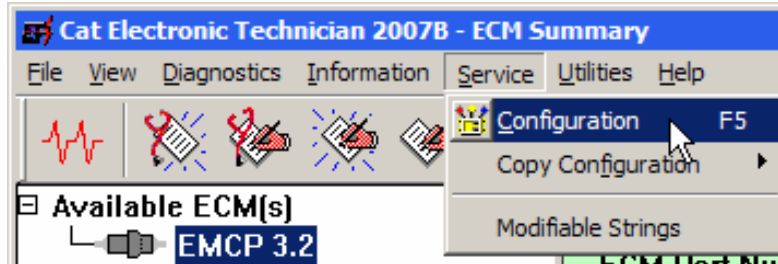 Cat Electronic Technician 2007B - ECM Summary
File View Diagnostics Information Service Utilities Help
Configuration F5
Copy Configuration
Available ECM(s)
Modifiable Strings
EMCP 3.2